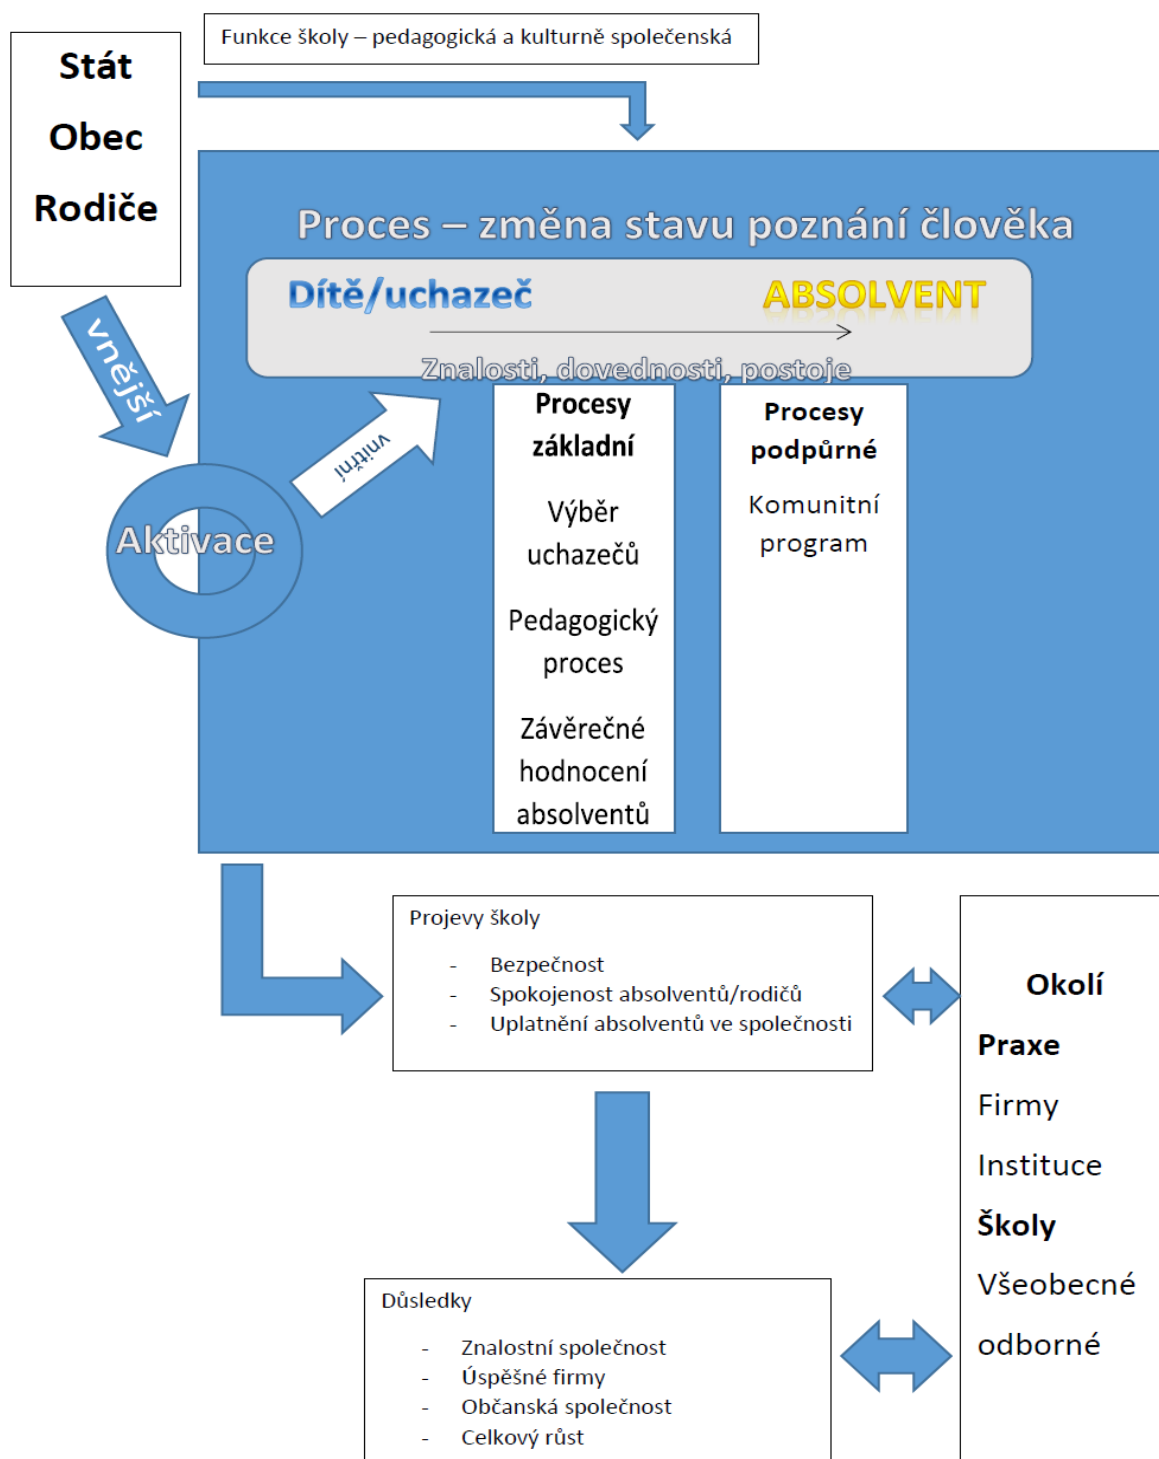 Funkce školy – pedagogická a kulturně společenská
Stát
Obec
Rodiče
vnější
Proces – změna stavu poznání člověka
Dítě/uchazeč
ABSOLVENT
Znalosti, dovednosti, postoje
vnitřní
Aktivace
Procesy
základní
Výběr
uchazečů
Pedagogický
proces
Závěrečné
hodnocení
absolventů
Procesy
podpůrné
Komunitní
program
Projevy školy
- Bezpečnost
- Spokojenost absolventů/rodičů
- Uplatnění absolventů ve společnosti
Okolí
Praxe
Firmy
Instituce
Školy
Všeobecné
odborné
Důsledky
- Znalostní společnost
- Úspěšné firmy
- Občanská společnost
- Celkový růst